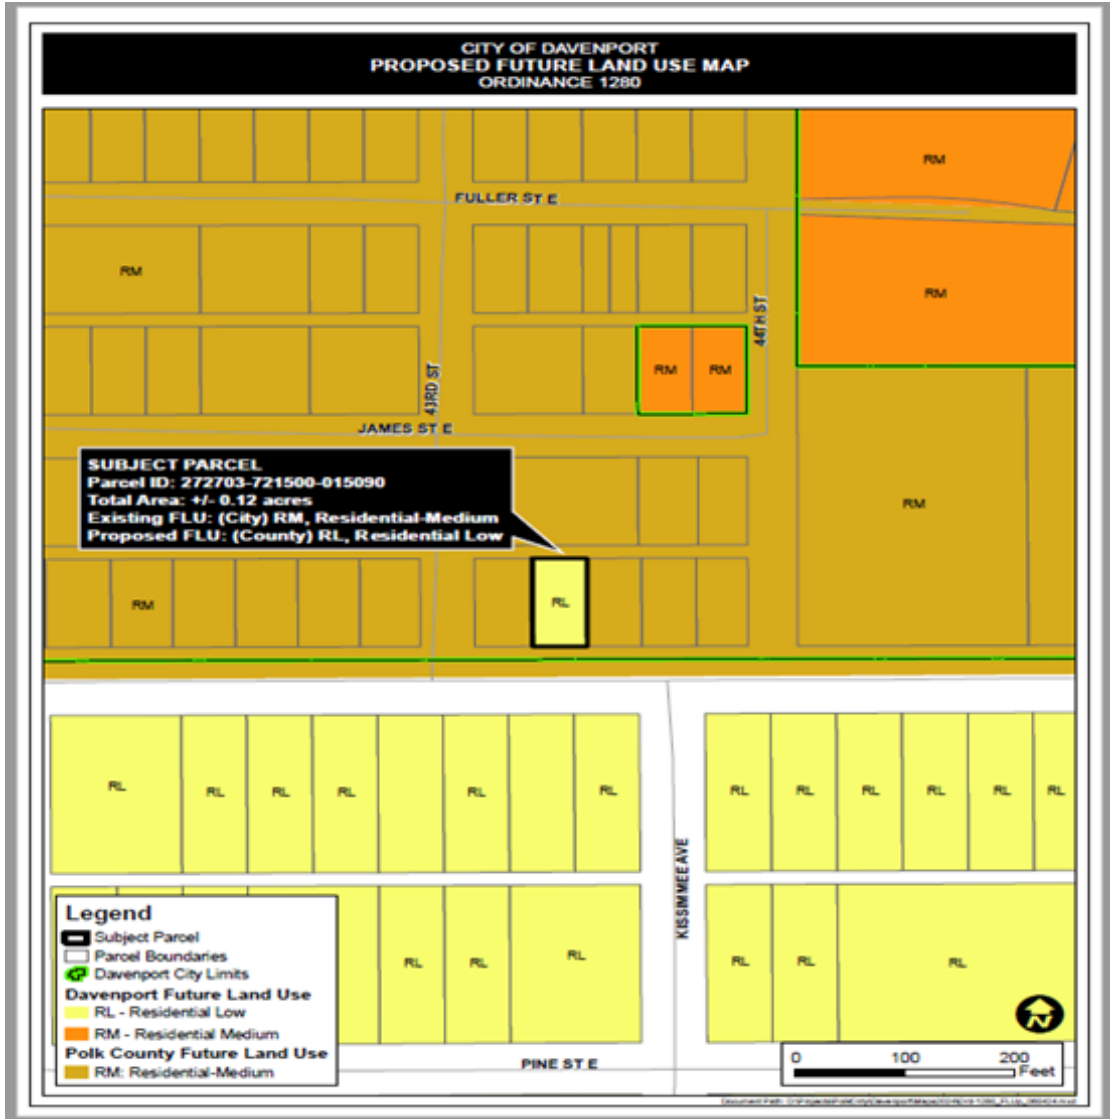 CITY OF DAVENPORT
PROPOSED FUTURE LAND USE MAP
ORDINANCE 1280
RM
FULLER ST E
RM
RM
44TH ST
RM
RM
43RD ST
JAMES ST E
SUBJECT PARCEL
Parcel ID: 272703-721500-015090
Total Area: +/- 0.12 acres
Existing FLU: (City) RM, Residential-Medium
Proposed FLU: (County) RL, Residential Low
RM
RM
RL
RL
RL
RL
RL
RL
RL
RL
RL
RL
RL
RL
RL
KISSIMMEE AVE
RL
RL
RL
RL
RL
RL
Legend
Subject Parcel
Parcel Boundaries
Davenport City Limits
Davenport Future Land Use
RL - Residential Low
RM - Residential Medium
Polk County Future Land Use
RM: Residential-Medium
PINE ST E
N
0 100 200
Feet